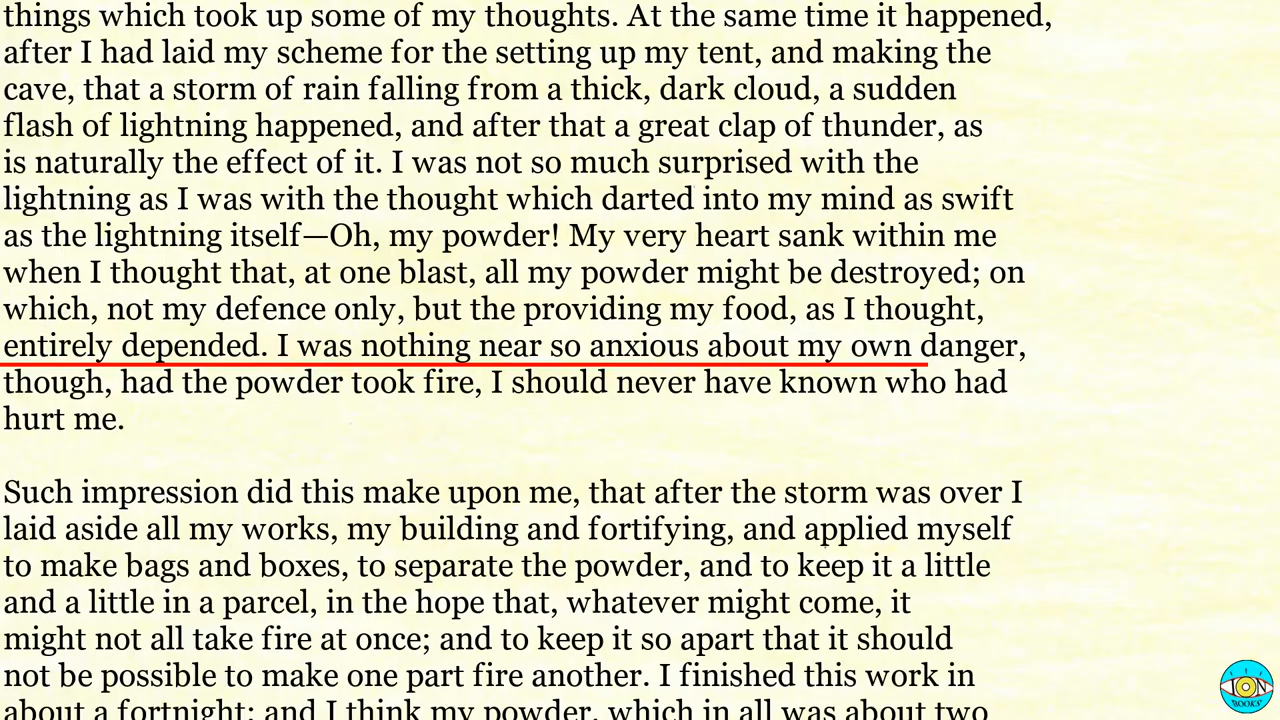 things which took up some of my thoughts. At the same time it happened,
after I had laid my scheme for the setting up my tent, and making the
cave, that a storm of rain falling from a thick, dark cloud, a sudden
flash of lightning happened, and after that a great clap of thunder, as
is naturally the effect of it. I was not so much surprised with the
lightning as I was with the thought which darted into my mind as swift
as the lightning itself—Oh, my powder! My very heart sank within me
when I thought that, at one blast, all my powder might be destroyed; on
which, not my defence only, but the providing my food, as I thought,
entirely depended. I was nothing near so anxious about my own danger,
though, had the powder took fire, I should never have known who had
hurt me.
Such impression did this make upon me, that after the storm was over I
laid aside all my works, my building and fortifying, and applied myself
to make bags and boxes, to separate the powder, and to keep it a little
and a little in a parcel, in the hope that, whatever might come, it
might not all take fire at once; and to keep it so apart that it should
not be possible to make one part fire another. I finished this work in
about a fortnight; and I think my powder, which in all was about two
ION
BOOKS